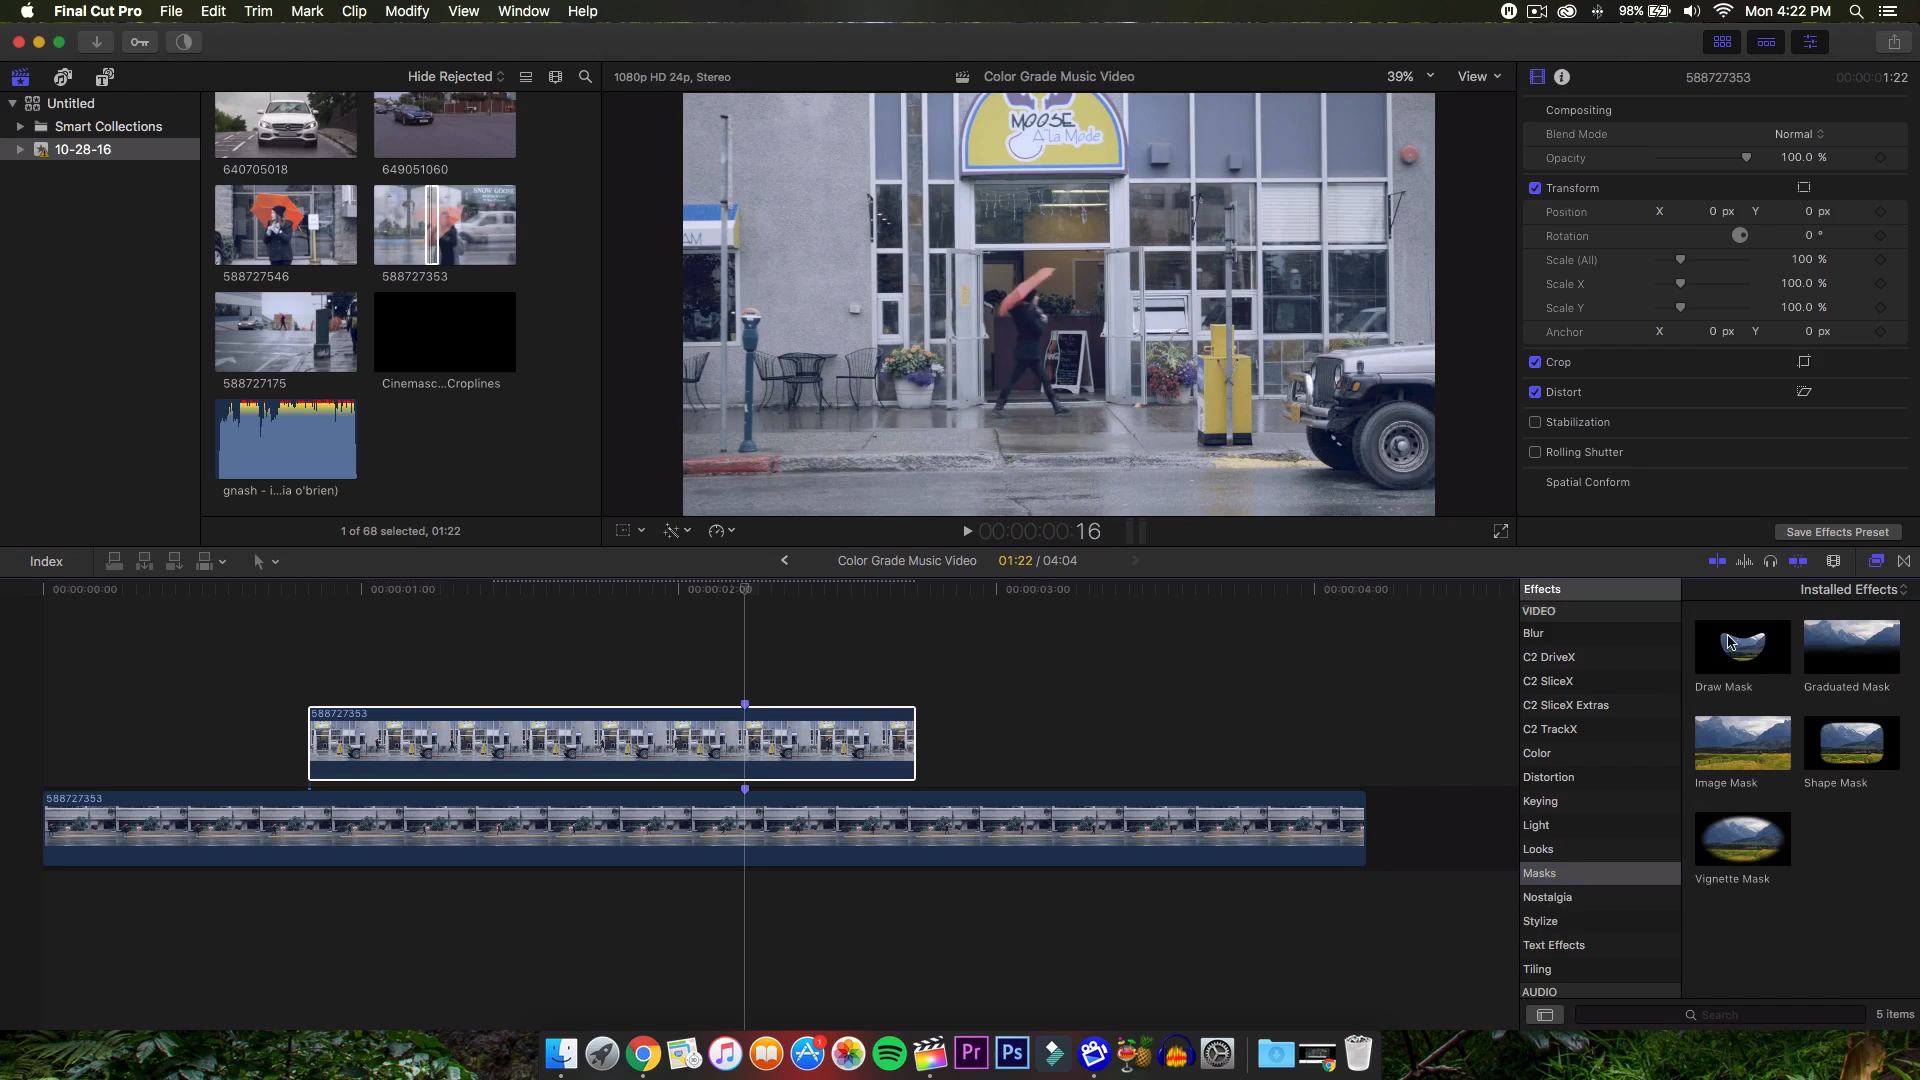 Final Cut Pro File Edit Trim Mark Clip Modify View Window Help 98% Mon 4:22 PM
Hide Rejected 1080p HD 24p, Stereo Color Grade Music Video 39% View 588727353 00:00:01:22
Untitled
Smart Collections
10-28-16
640705018 649051060
SNOW GOOSE
588727546 588727353
588727175 Cinemasc...Croplines
gnash - i...ia o'brien)
1 of 68 selected, 01:22
MOOSE
A la Mode
AM
00:00:00:16
Compositing
Blend Mode Normal
Opacity 100.0 %
Transform
Position X 0 px Y 0 px
Rotation 0 °
Scale (All) 100 %
Scale X 100.0 %
Scale Y 100.0 %
Anchor X 0 px Y 0 px
Crop
Distort
Stabilization
Rolling Shutter
Spatial Conform
Save Effects Preset
Index Color Grade Music Video 01:22 / 04:04
00:00:00:00 00:00:01:00 00:00:02:00 00:00:03:00 00:00:04:00
588727353
588727353
Effects Installed Effects
VIDEO
Blur
C2 DriveX
C2 SliceX
C2 SliceX Extras
C2 TrackX
Color
Distortion
Keying
Light
Looks
Masks
Nostalgia
Stylize
Text Effects
Tiling
AUDIO
Draw Mask Graduated Mask
Image Mask Shape Mask
Vignette Mask
Search 5 items
1
Pr Ps